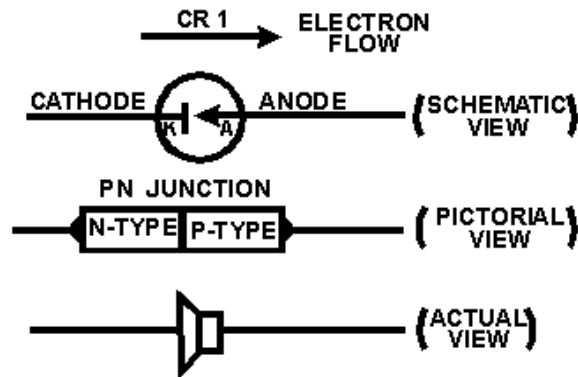 CR 1
ELECTRON
FLOW
CATHODE
ANODE
K
A
(SCHEMATIC
VIEW)
PN JUNCTION
N-TYPE
P-TYPE
(PICTORIAL
VIEW)
(ACTUAL
VIEW)